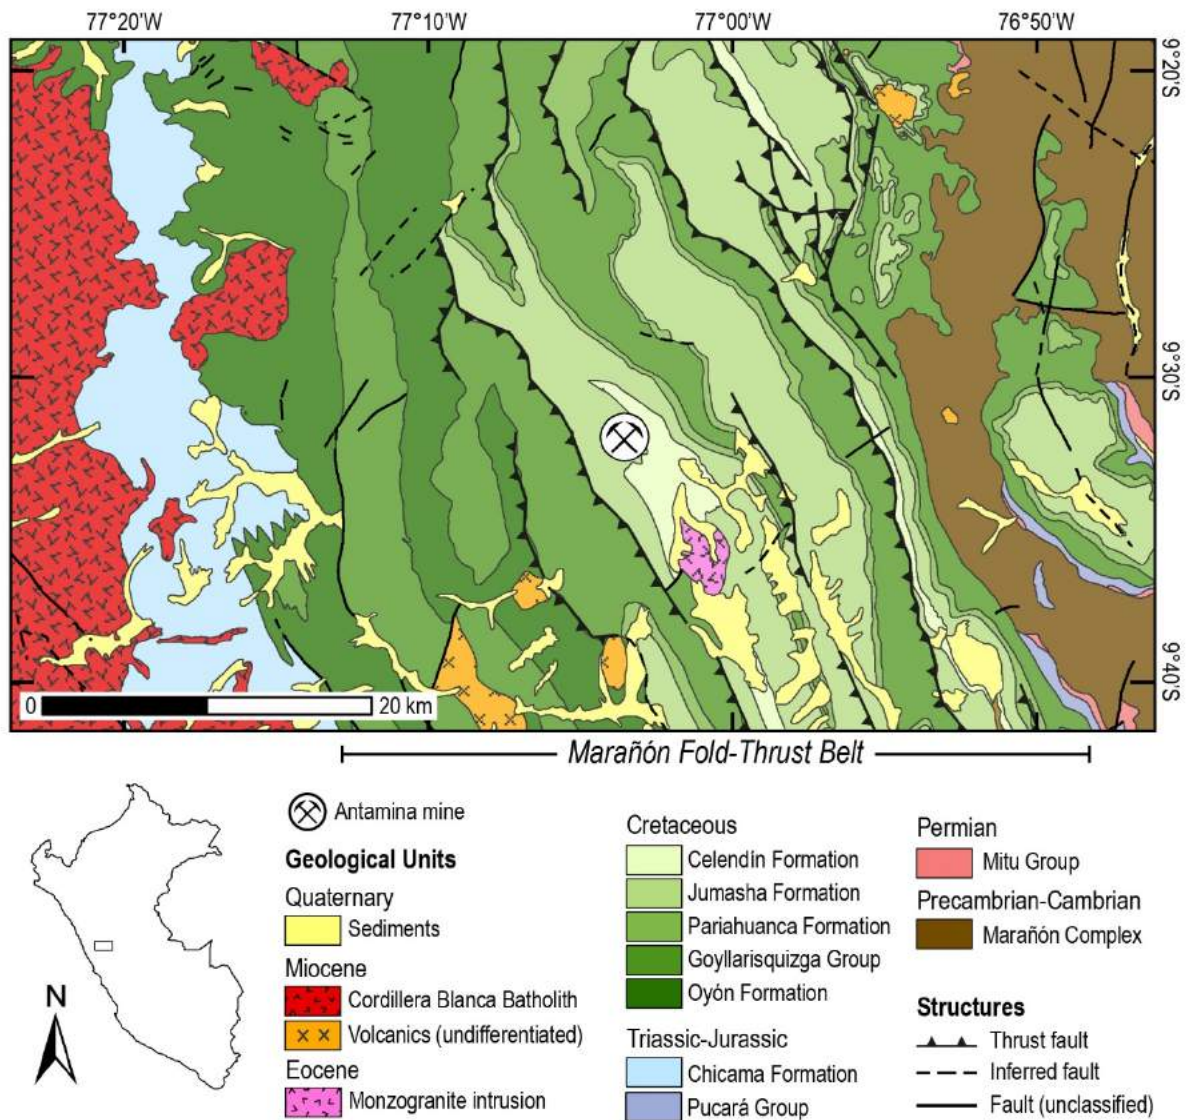 77°20'W 77°10'W 77°00'W 76°50'W
9°20'S
9°30'S
9°40'S
0 20 km
Marañón Fold-Thrust Belt
N
Antamina mine
Geological Units
Quaternary
Sediments
Miocene
Cordillera Blanca Batholith
Volcanics (undifferentiated)
Eocene
Monzogranite intrusion
Cretaceous
Celendín Formation
Jumasha Formation
Pariahuanca Formation
Goyllarisquizga Group
Oyón Formation
Triassic-Jurassic
Chicama Formation
Pucará Group
Permian
Mitu Group
Precambrian-Cambrian
Marañón Complex
Structures
Thrust fault
Inferred fault
Fault (unclassified)